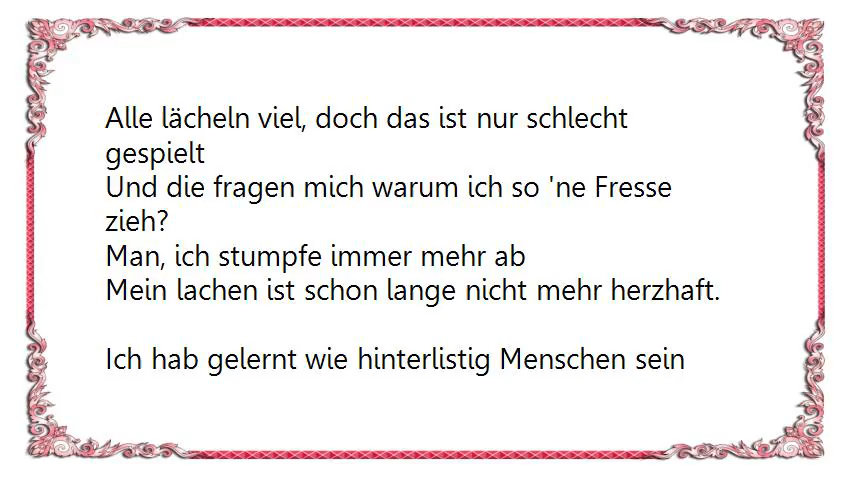 Alle lächeln viel, doch das ist nur schlecht
gespielt
Und die fragen mich warum ich so 'ne Fresse
zieh?
Man, ich stumpfe immer mehr ab
Mein lachen ist schon lange nicht mehr herzhaft.
Ich hab gelernt wie hinterlistig Menschen sein